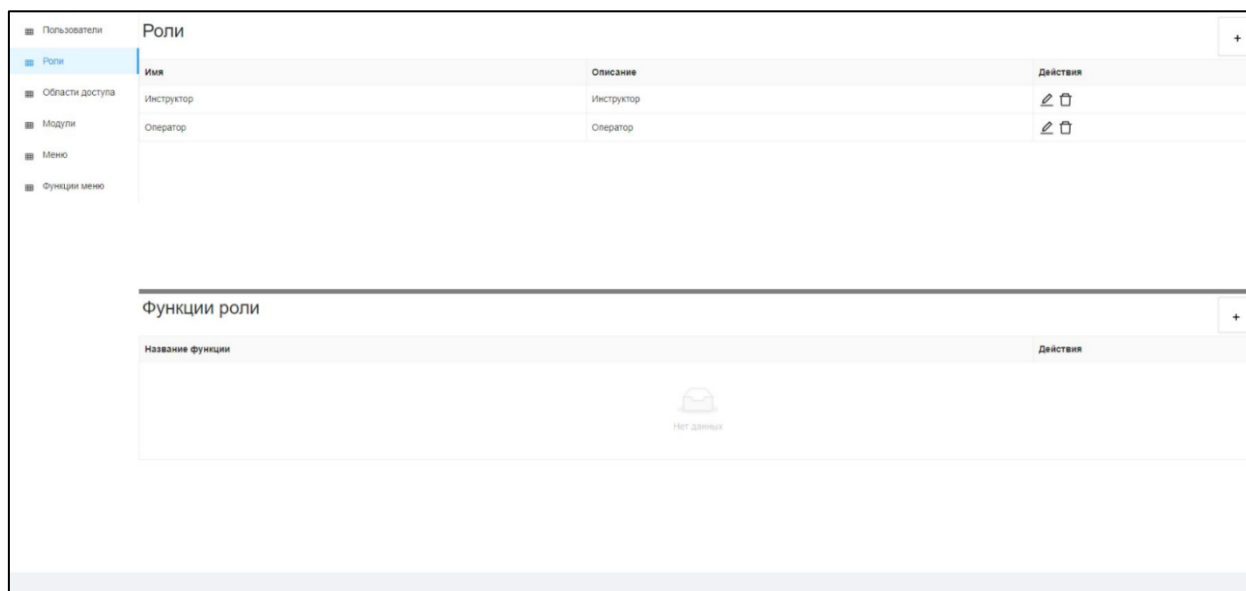 Пользователи
Роли
Области доступа
Модули
Меню
Функции меню
Роли
+
Имя Описание Действия
Инструктор Инструктор
Оператор Оператор
Функции роли
+
Название функции Действия
Нет данных